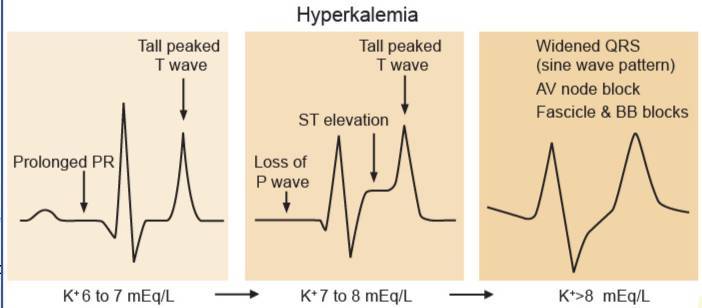 Hyperkalemia
Tall peaked
T wave
Prolonged PR
Tall peaked
T wave
ST elevation
Loss of
P wave
Widened QRS
(sine wave pattern)
AV node block
Fascicle & BB blocks
K+ 6 to 7 mEq/L
K+ 7 to 8 mEq/L
K+>8 mEq/L